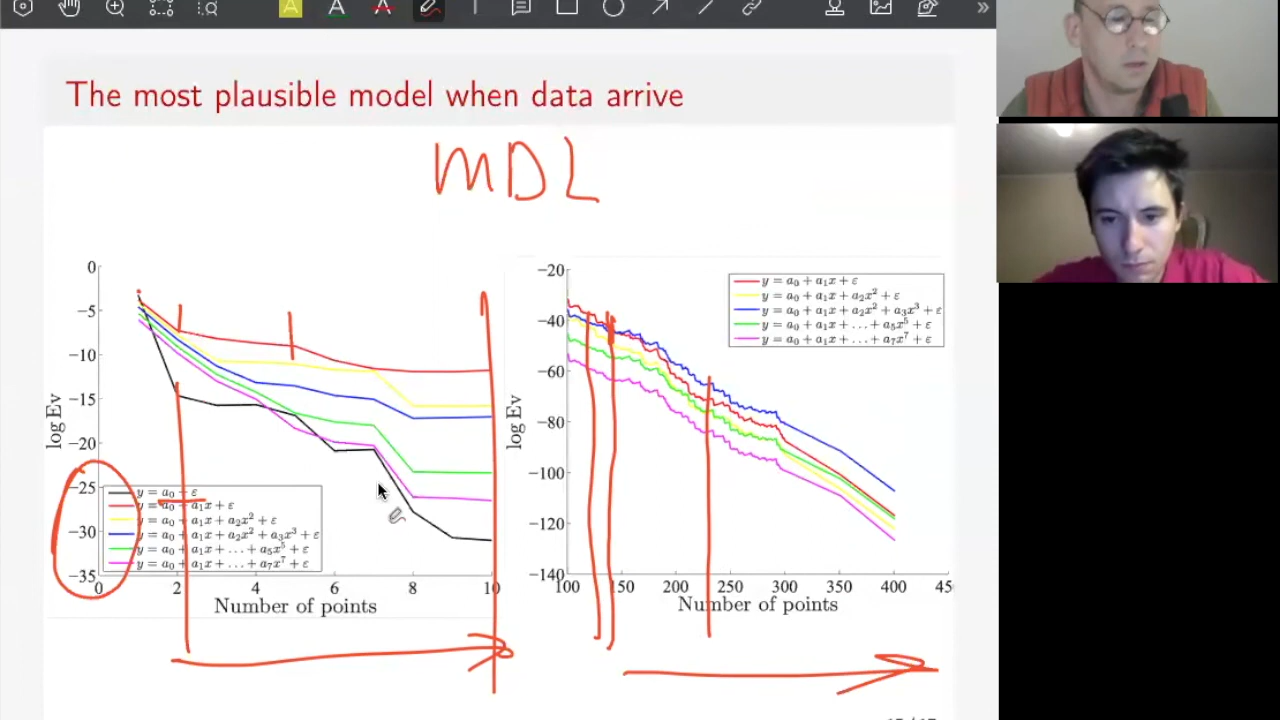 The most plausible model when data arrive
MDL
0
−5
−10
−15
−20
−25
−30
−35
log Ev
y = a₀ + ε
y = a₀ + a₁x + ε
y = a₀ + a₁x + a₂x² + ε
y = a₀ + a₁x + a₂x² + a₃x³ + ε
y = a₀ + a₁x + … + a₅x⁵ + ε
y = a₀ + a₁x + … + a₇x⁷ + ε
0 2 4 6 8 10
Number of points
−20
−40
−60
−80
−100
−120
−140
log Ev
y = a₀ + a₁x + ε
y = a₀ + a₁x + a₂x² + ε
y = a₀ + a₁x + a₂x² + a₃x³ + ε
y = a₀ + a₁x + … + a₅x⁵ + ε
y = a₀ + a₁x + … + a₇x⁷ + ε
100 150 200 250 300 350 400 45
Number of points